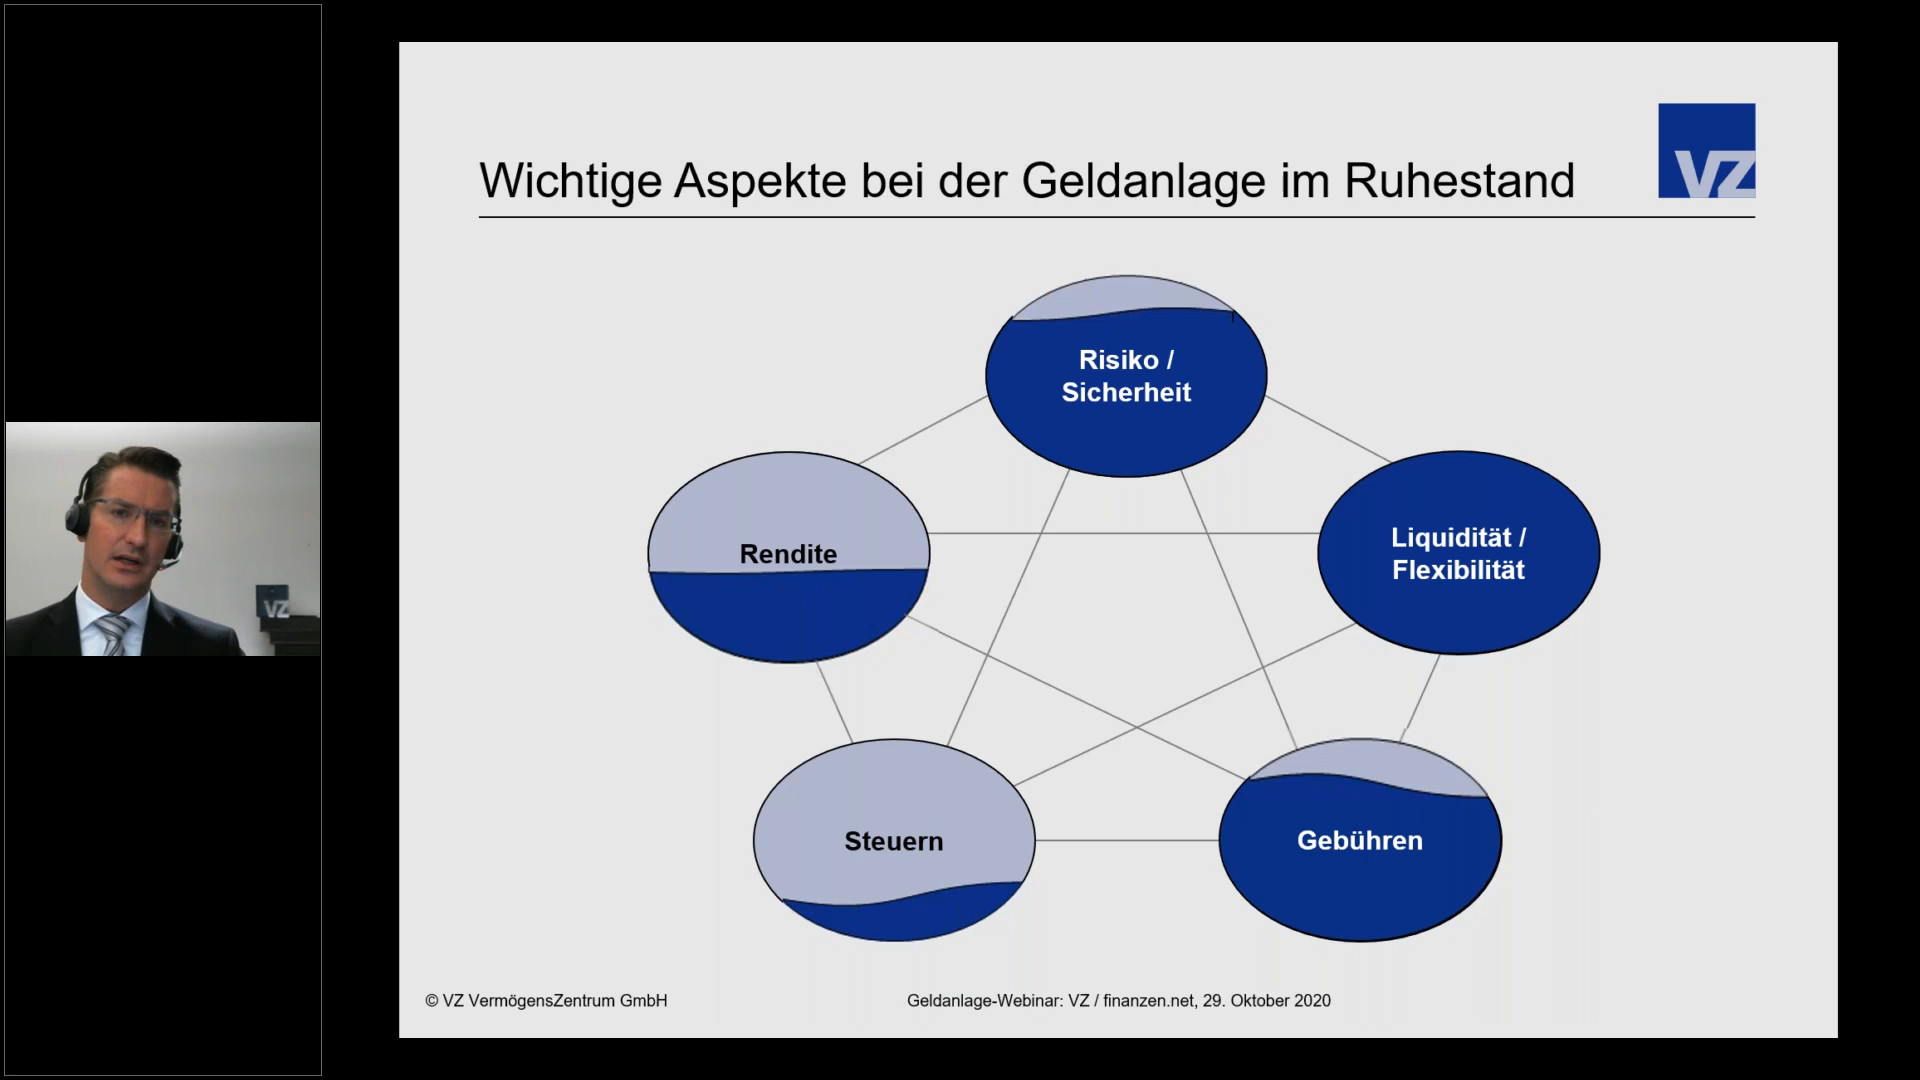 Wichtige Aspekte bei der Geldanlage im Ruhestand
VZ
Risiko /
Sicherheit
Rendite
Liquidität /
Flexibilität
Steuern
Gebühren
VZ
© VZ VermögensZentrum GmbH
Geldanlage-Webinar: VZ / finanzen.net, 29. Oktober 2020